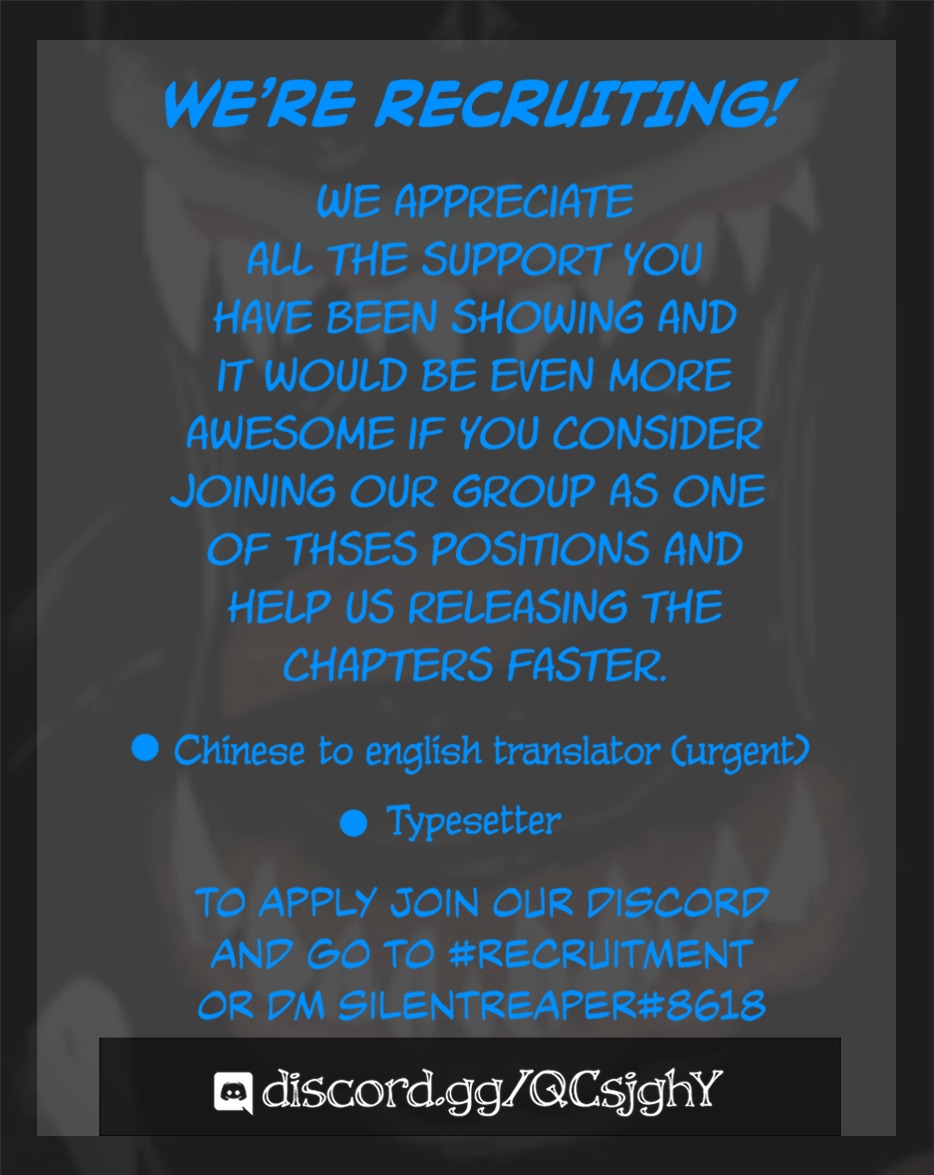 WE'RE RECRUITING!
WE APPRECIATE
ALL THE SUPPORT YOU
HAVE BEEN SHOWING AND
IT WOULD BE EVEN MORE
AWESOME IF YOU CONSIDER
JOINING OUR GROUP AS ONE
OF THSES POSITIONS AND
HELP US RELEASING THE
CHAPTERS FASTER.
● Chinese to english translator (urgent)
● Typesetter
TO APPLY JOIN OUR DISCORD
AND GO TO #RECRUITMENT
OR DM SILENTREAPER#8618
discord.gg/QCsjghY